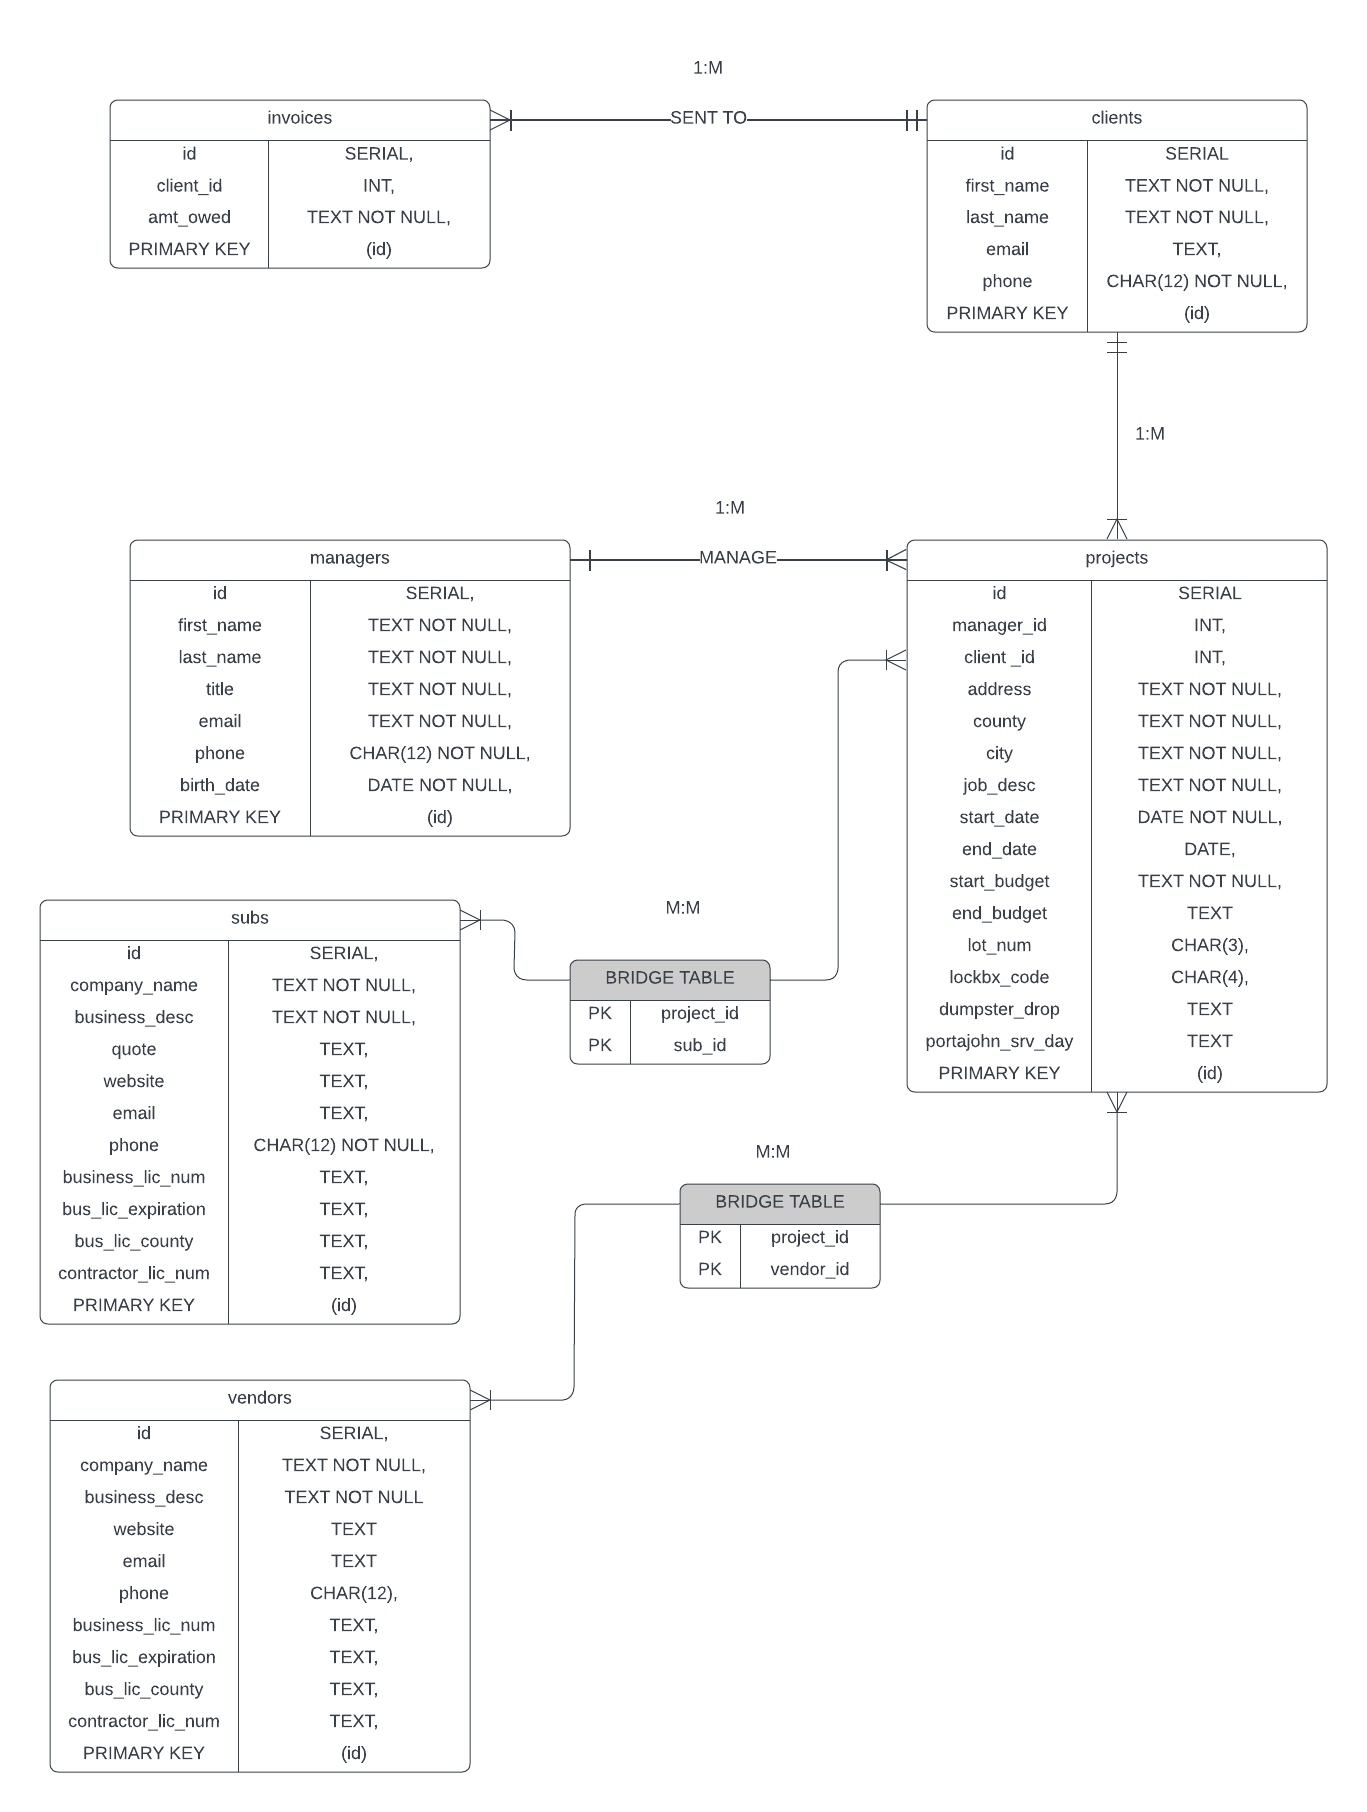 1:M
invoices
id SERIAL,
client_id INT,
amt_owed TEXT NOT NULL,
PRIMARY KEY (id)
SENT TO
clients
id SERIAL
first_name TEXT NOT NULL,
last_name TEXT NOT NULL,
email TEXT,
phone CHAR(12) NOT NULL,
PRIMARY KEY (id)
1:M
1:M
managers
id SERIAL,
first_name TEXT NOT NULL,
last_name TEXT NOT NULL,
title TEXT NOT NULL,
email TEXT NOT NULL,
phone CHAR(12) NOT NULL,
birth_date DATE NOT NULL,
PRIMARY KEY (id)
MANAGE
projects
id SERIAL
manager_id INT,
client _id INT,
address TEXT NOT NULL,
county TEXT NOT NULL,
city TEXT NOT NULL,
job_desc TEXT NOT NULL,
start_date DATE NOT NULL,
end_date DATE,
start_budget TEXT NOT NULL,
end_budget TEXT
lot_num CHAR(3),
lockbx_code CHAR(4),
dumpster_drop TEXT
portajohn_srv_day TEXT
PRIMARY KEY (id)
subs
id SERIAL,
company_name TEXT NOT NULL,
business_desc TEXT NOT NULL,
quote TEXT,
website TEXT,
email TEXT,
phone CHAR(12) NOT NULL,
business_lic_num TEXT,
bus_lic_expiration TEXT,
bus_lic_county TEXT,
contractor_lic_num TEXT,
PRIMARY KEY (id)
M:M
BRIDGE TABLE
PK project_id
PK sub_id
M:M
BRIDGE TABLE
PK project_id
PK vendor_id
vendors
id SERIAL,
company_name TEXT NOT NULL,
business_desc TEXT NOT NULL
website TEXT
email TEXT
phone CHAR(12),
business_lic_num TEXT,
bus_lic_expiration TEXT,
bus_lic_county TEXT,
contractor_lic_num TEXT,
PRIMARY KEY (id)